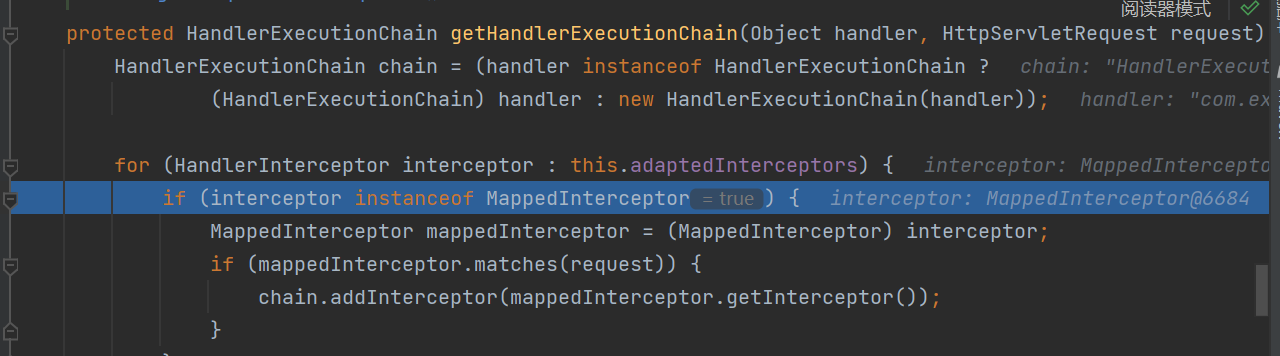 阅读器模式
protected HandlerExecutionChain getHandlerExecutionChain(Object handler, HttpServletRequest request)
HandlerExecutionChain chain = (handler instanceof HandlerExecutionChain ? chain: "HandlerExecut
(HandlerExecutionChain) handler : new HandlerExecutionChain(handler)); handler: "com.ex
for (HandlerInterceptor interceptor : this.adaptedInterceptors) { interceptor: MappedIntercepto
if (interceptor instanceof MappedInterceptor = true ) { interceptor: MappedInterceptor@6684
MappedInterceptor mappedInterceptor = (MappedInterceptor) interceptor;
if (mappedInterceptor.matches(request)) {
chain.addInterceptor(mappedInterceptor.getInterceptor());
}